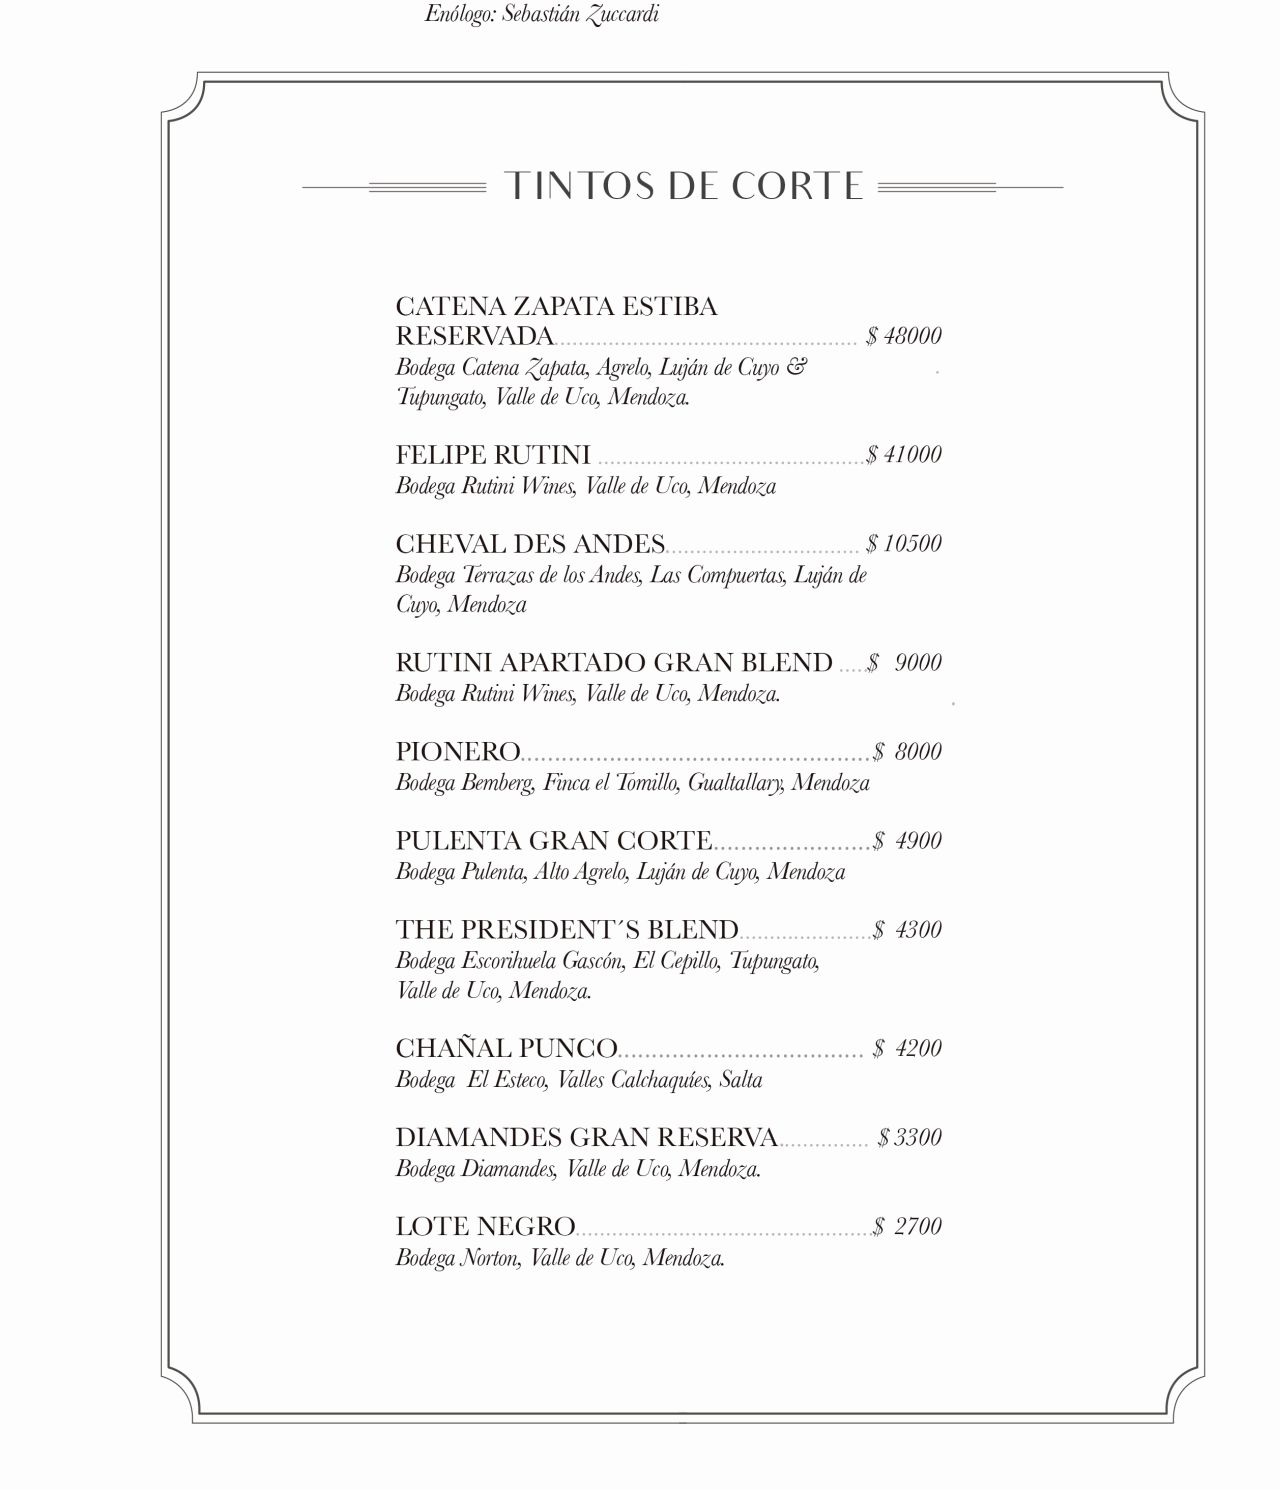 Enólogo: Sebastián Zuccardi
TINTOS DE CORTE
CATENA ZAPATA ESTIBA
RESERVADA.......................................................... $ 48000
Bodega Catena Zapata, Agrelo, Luján de Cuyo &
Tupungato, Valle de Uco, Mendoza.
FELIPE RUTINI .....................................................$ 41000
Bodega Rutini Wines, Valle de Uco, Mendoza
CHEVAL DES ANDES....................................... $ 10500
Bodega Terrazas de los Andes, Las Compuertas, Luján de
Cuyo, Mendoza
RUTINI APARTADO GRAN BLEND .....$ 9000
Bodega Rutini Wines, Valle de Uco, Mendoza.
PIONERO....................................................$ 8000
Bodega Bemberg, Finca el Tomillo, Gualtallary, Mendoza
PULENTA GRAN CORTE........................$ 4900
Bodega Pulenta, Alto Agrelo, Luján de Cuyo, Mendoza
THE PRESIDENT´S BLEND......................$ 4300
Bodega Escorihuela Gascón, El Cepillo, Tupungato,
Valle de Uco, Mendoza.
CHAÑAL PUNCO.................................... $ 4200
Bodega El Esteco, Valles Calchaquíes, Salta
DIAMANDES GRAN RESERVA............... $ 3300
Bodega Diamandes, Valle de Uco, Mendoza.
LOTE NEGRO..................................................$ 2700
Bodega Norton, Valle de Uco, Mendoza.